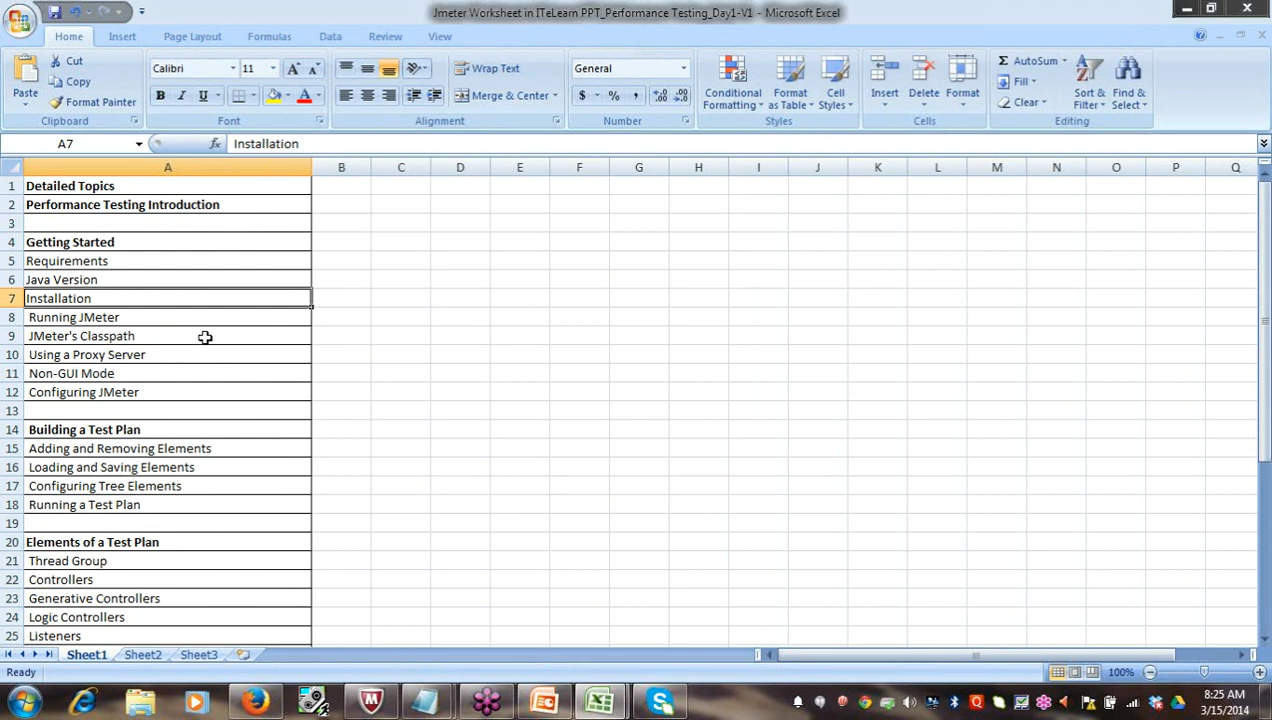 Jmeter Worksheet in ITeLearn PPT_Performance Testing_Day1-V1 - Microsoft Excel
Home Insert Page Layout Formulas Data Review View
Paste Cut Calibri 11 Wrap Text General Conditional Formatting Format as Table Cell Styles Insert Delete Format AutoSum Sort & Filter Find & Select
Copy Fill
Format Painter B I U Merge & Center $ % , Clear
Clipboard Font Alignment Number Styles Cells Editing
A7 fx Installation
A B C D E F G H I J K L M N O P Q
1 Detailed Topics
2 Performance Testing Introduction
3
4 Getting Started
5 Requirements
6 Java Version
7 Installation
8 Running JMeter
9 JMeter's Classpath
10 Using a Proxy Server
11 Non-GUI Mode
12 Configuring JMeter
13
14 Building a Test Plan
15 Adding and Removing Elements
16 Loading and Saving Elements
17 Configuring Tree Elements
18 Running a Test Plan
19
20 Elements of a Test Plan
21 Thread Group
22 Controllers
23 Generative Controllers
24 Logic Controllers
25 Listeners
Sheet1 Sheet2 Sheet3
Ready 100%
8:25 AM
3/15/2014